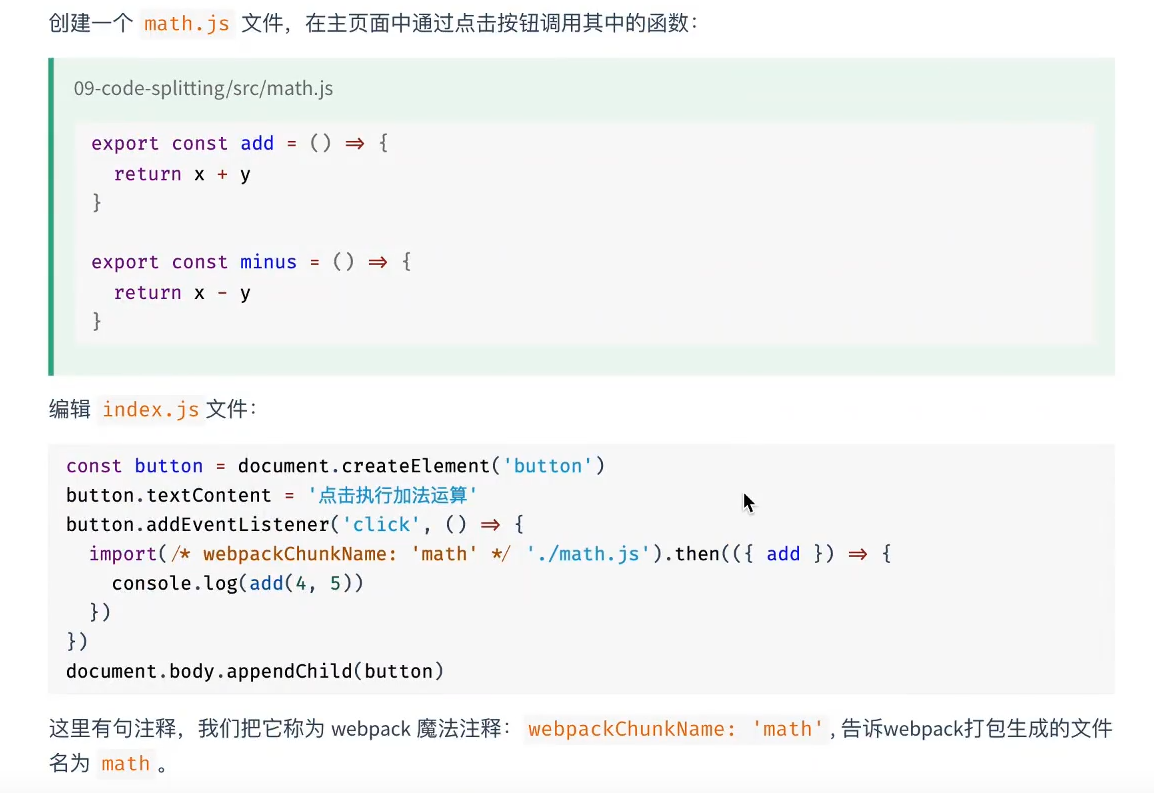 创建一个 math.js 文件，在主页面中通过点击按钮调用其中的函数：
09-code-splitting/src/math.js
export const add = () => {
  return x + y
}
export const minus = () => {
  return x - y
}
编辑 index.js 文件：
const button = document.createElement('button')
button.textContent = '点击执行加法运算'
button.addEventListener('click', () => {
  import(/* webpackChunkName: 'math' */ './math.js').then(({ add }) => {
    console.log(add(4, 5))
  })
})
document.body.appendChild(button)
这里有句注释，我们把它称为 webpack 魔法注释：webpackChunkName: 'math' ,告诉webpack打包生成的文件
名为 math 。